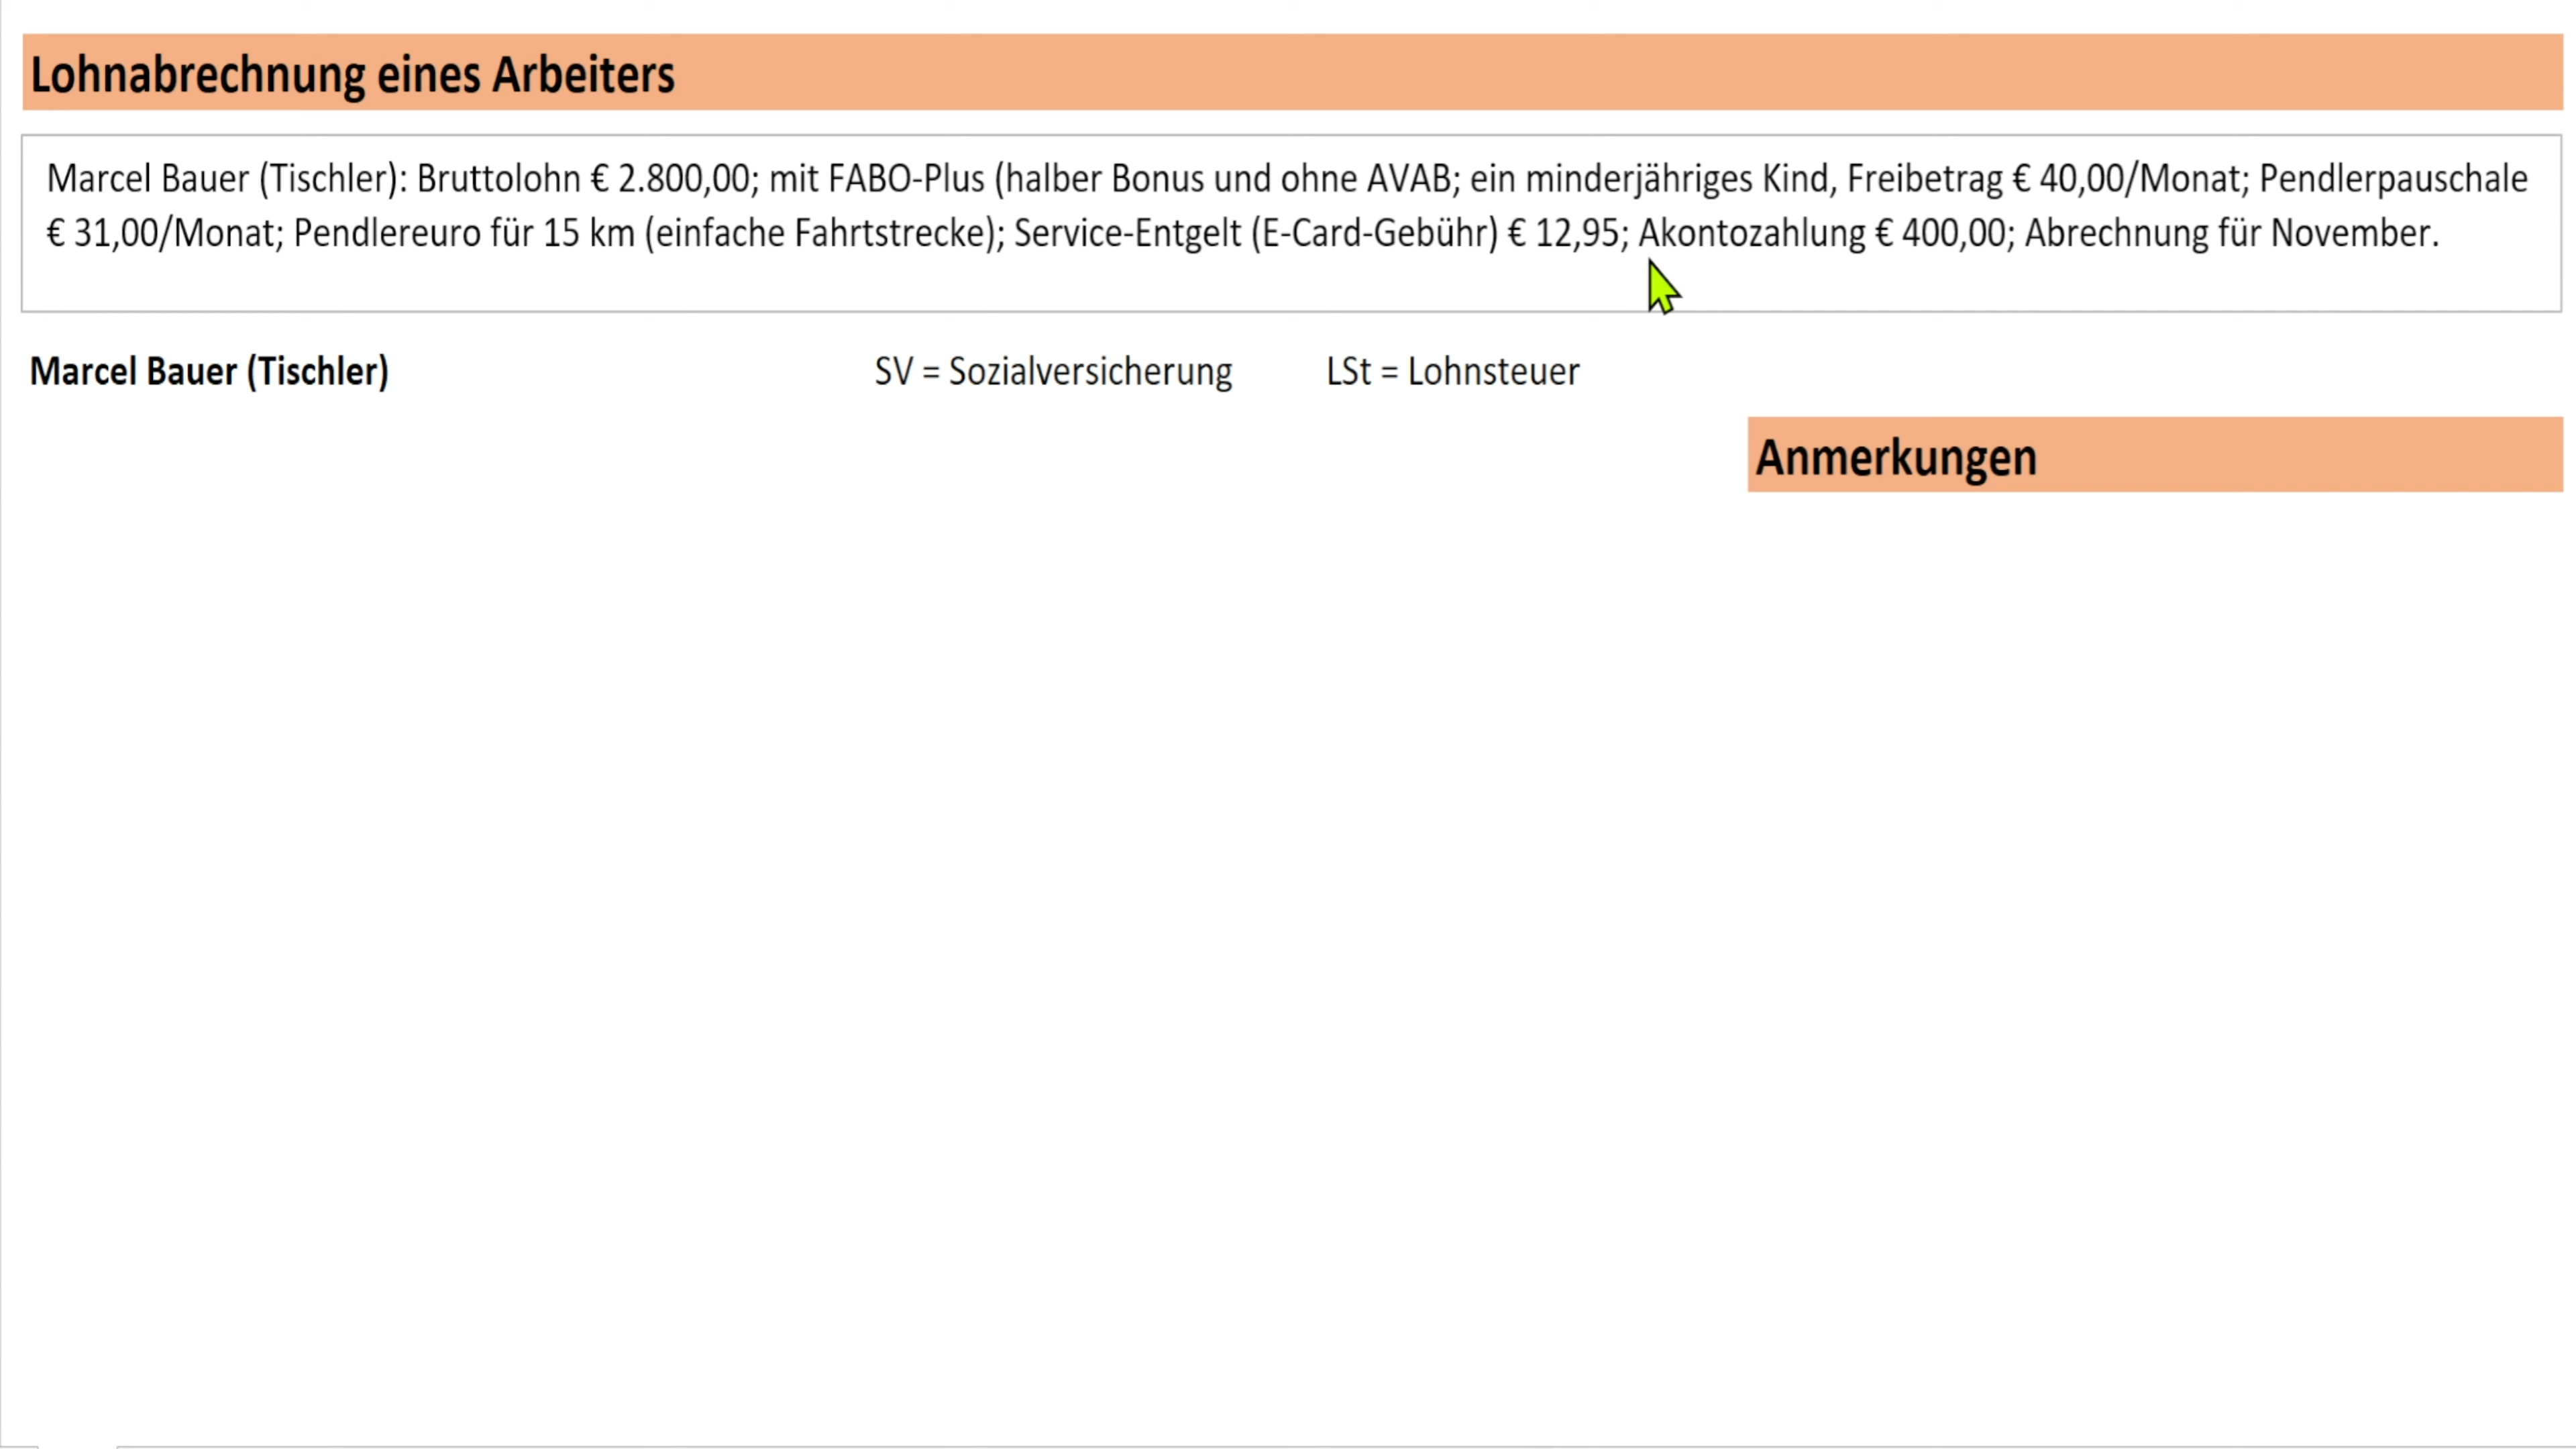 Lohnabrechnung eines Arbeiters
Marcel Bauer (Tischler): Bruttolohn € 2.800,00; mit FABO-Plus (halber Bonus und ohne AVAB; ein minderjähriges Kind, Freibetrag € 40,00/Monat; Pendlerpauschale
€ 31,00/Monat; Pendlereuro für 15 km (einfache Fahrtstrecke); Service-Entgelt (E-Card-Gebühr) € 12,95; Akontozahlung € 400,00; Abrechnung für November.
Marcel Bauer (Tischler) SV = Sozialversicherung LSt = Lohnsteuer
Anmerkungen